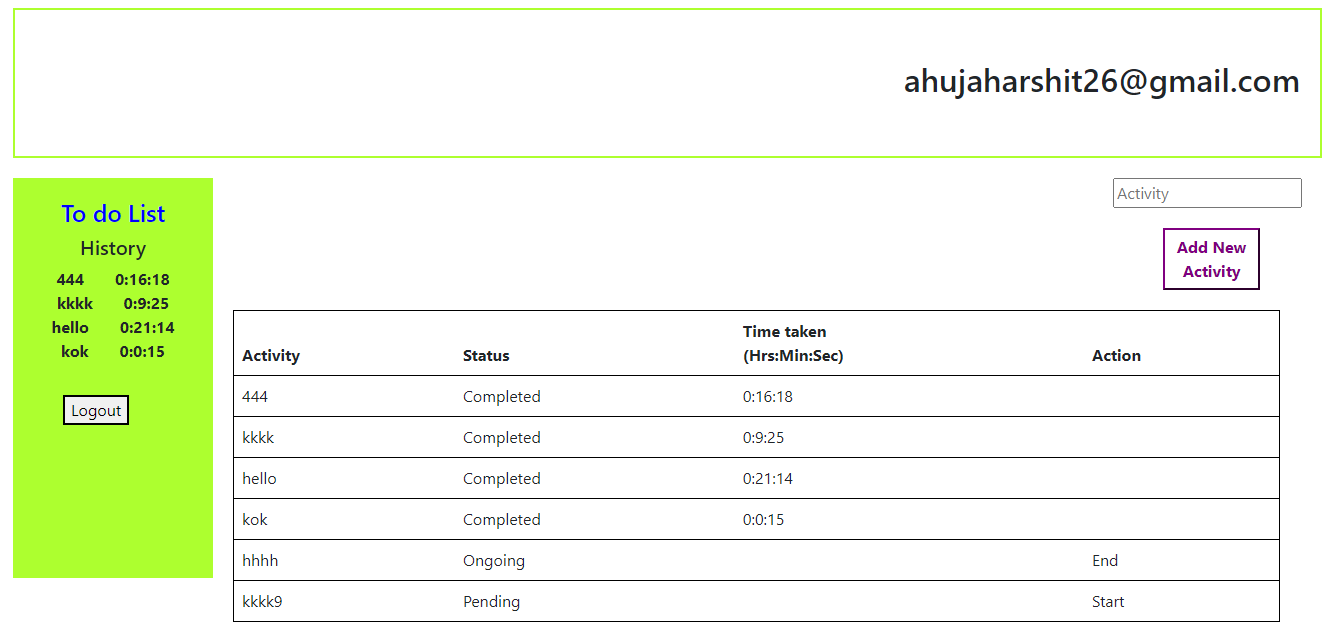 ahujaharshit26@gmail.com
To do List
History
444 0:16:18
kkkk 0:9:25
hello 0:21:14
kok 0:0:15
Logout
Activity
Add New
Activity
Activity Status Time taken (Hrs:Min:Sec) Action
444 Completed 0:16:18
kkkk Completed 0:9:25
hello Completed 0:21:14
kok Completed 0:0:15
hhhh Ongoing End
kkkk9 Pending Start